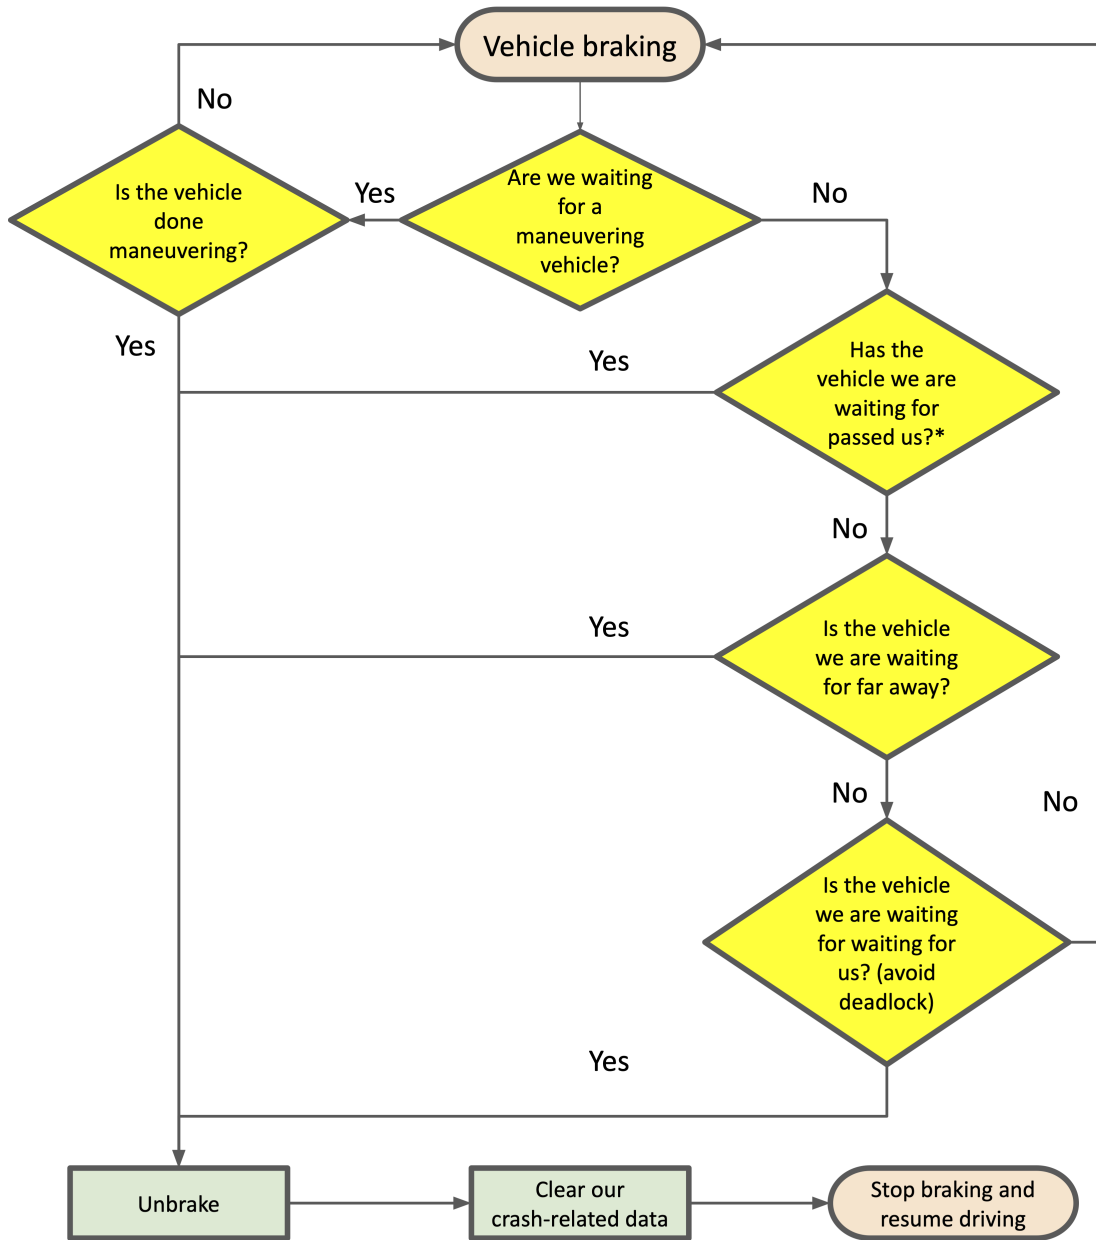 Vehicle braking
No
Is the vehicle
done
maneuvering?
Yes
Are we waiting
for a
maneuvering
vehicle?
No
Yes
Yes
Has the
vehicle we are
waiting for
passed us?*
No
Yes
Is the vehicle
we are waiting
for far away?
No
No
Is the vehicle
we are waiting
for waiting for
us? (avoid
deadlock)
Yes
Unbrake
Clear our
crash-related data
Stop braking and
resume driving